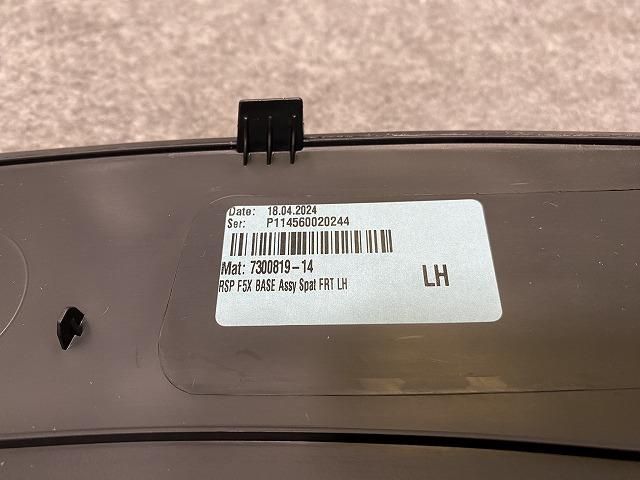 Date: 18.04.2024
Ser: P114560020244
Mat: 7300819-14
RSP F5X BASE Assy Spat FRT LH
LH